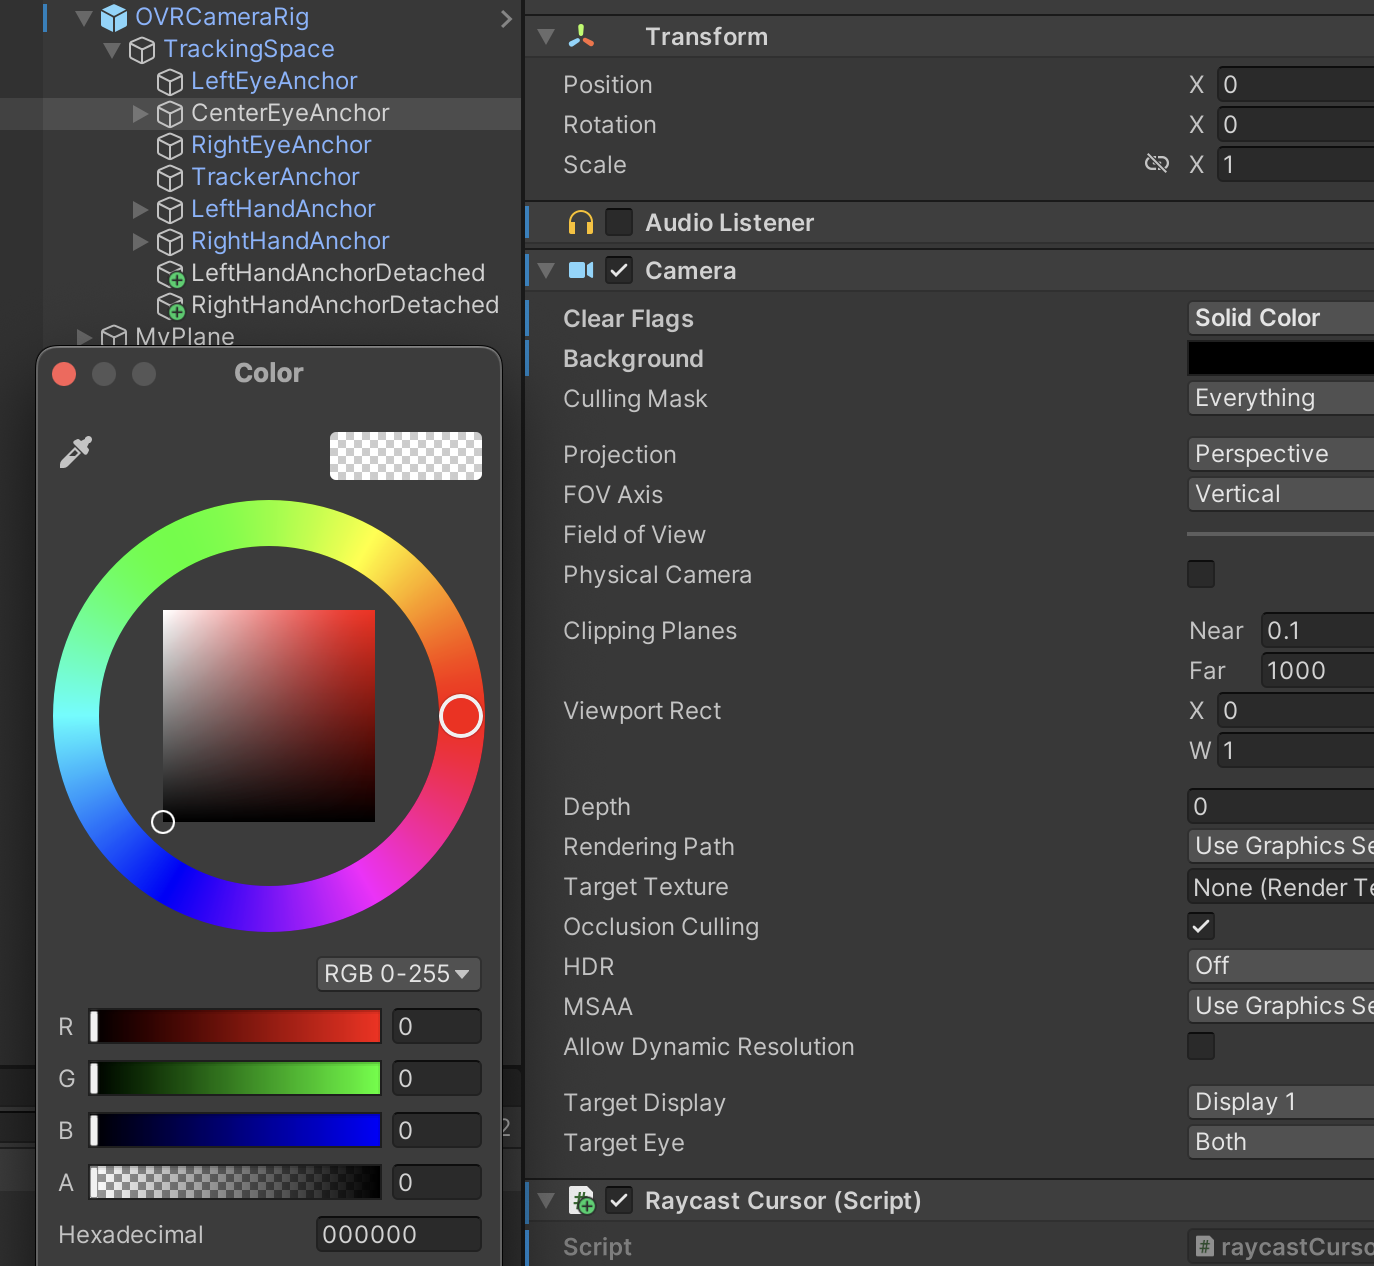 OVRCameraRig
TrackingSpace
LeftEyeAnchor
CenterEyeAnchor
RightEyeAnchor
TrackerAnchor
LeftHandAnchor
RightHandAnchor
LeftHandAnchorDetached
RightHandAnchorDetached
MyPlane
Color
RGB 0-255
R 0
G 0
B 0
A 0
Hexadecimal 000000
2
Transform
Position X 0
Rotation X 0
Scale X 1
Audio Listener
Camera
Clear Flags Solid Color
Background
Culling Mask Everything
Projection Perspective
FOV Axis Vertical
Field of View
Physical Camera
Clipping Planes Near 0.1
Far 1000
Viewport Rect X 0
W 1
Depth 0
Rendering Path Use Graphics Se
Target Texture None (Render Te
Occlusion Culling
HDR Off
MSAA Use Graphics Se
Allow Dynamic Resolution
Target Display Display 1
Target Eye Both
# Raycast Cursor (Script)
Script # raycastCurso